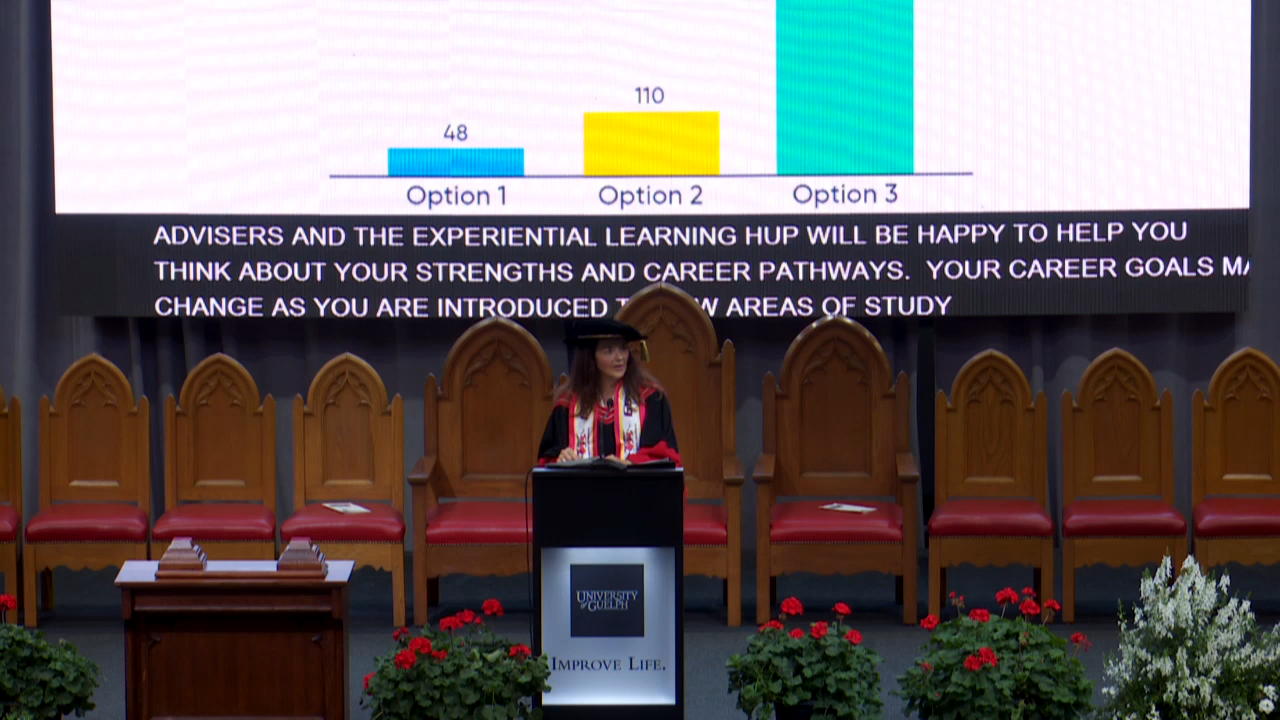 110
48
Option 1 Option 2 Option 3
ADVISERS AND THE EXPERIENTIAL LEARNING HUP WILL BE HAPPY TO HELP YOU
THINK ABOUT YOUR STRENGTHS AND CAREER PATHWAYS. YOUR CAREER GOALS
CHANGE AS YOU ARE INTRODUCED AREAS OF STUDY
UNIVERSITY
OF GUELPH
IMPROVE LIFE.